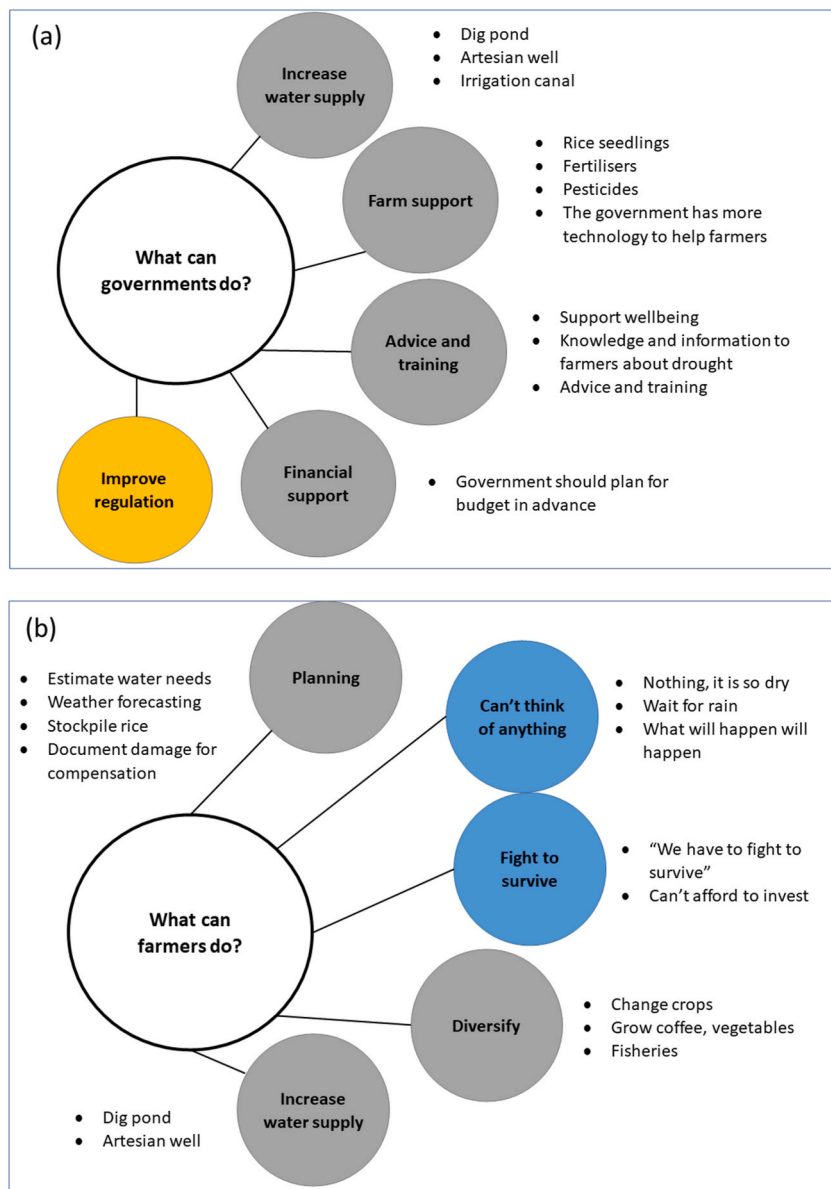 (a)
Increase
water supply
• Dig pond
• Artesian well
• Irrigation canal
Farm support
• Rice seedlings
• Fertilisers
• Pesticides
• The government has more
technology to help farmers
What can
governments do?
Advice and
training
• Support wellbeing
• Knowledge and information to
farmers about drought
• Advice and training
Improve
regulation
Financial
support
• Government should plan for
budget in advance
(b)
• Estimate water needs
• Weather forecasting
• Stockpile rice
• Document damage for
compensation
Planning
Can’t think
of anything
• Nothing, it is so dry
• Wait for rain
• What will happen will
happen
Fight to
survive
• “We have to fight to
survive”
• Can’t afford to invest
What can
farmers do?
Diversify
• Change crops
• Grow coffee, vegetables
• Fisheries
Increase
water supply
• Dig pond
• Artesian well